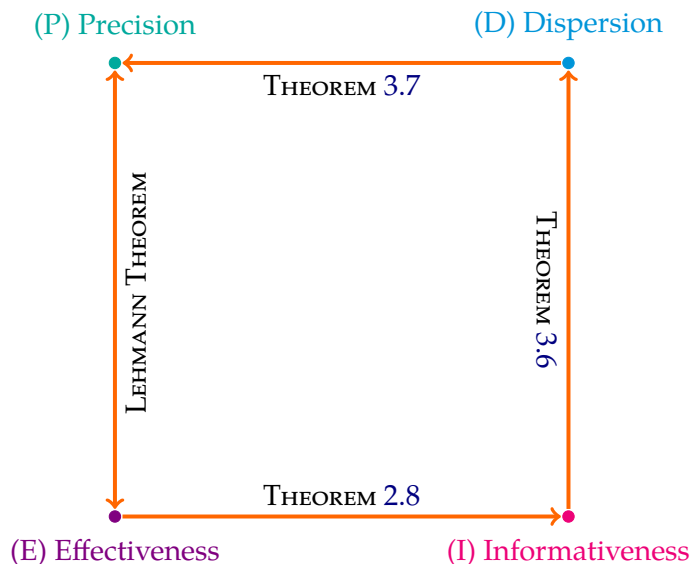 (P) Precision
(D) Dispersion
THEOREM 3.7
LEHMANN THEOREM
THEOREM 3.6
THEOREM 2.8
(E) Effectiveness
(I) Informativeness